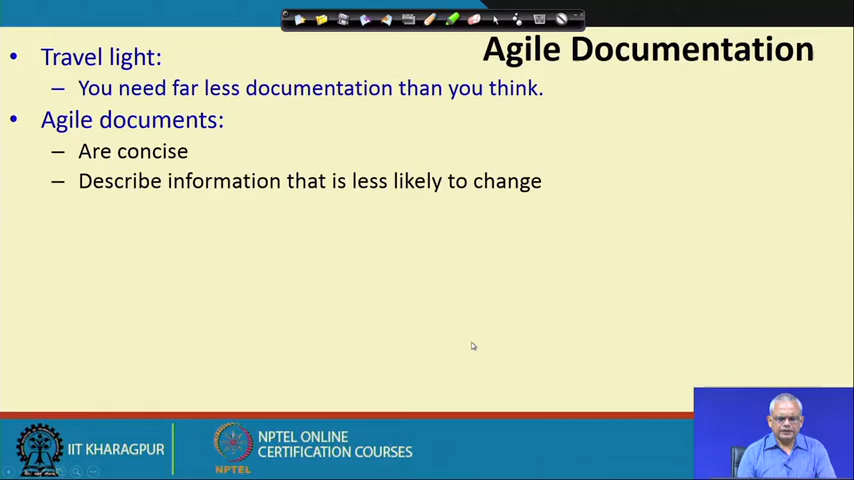 Agile Documentation
• Travel light:
– You need far less documentation than you think.
• Agile documents:
– Are concise
– Describe information that is less likely to change
IIT KHARAGPUR
NPTEL
NPTEL ONLINE
CERTIFICATION COURSES